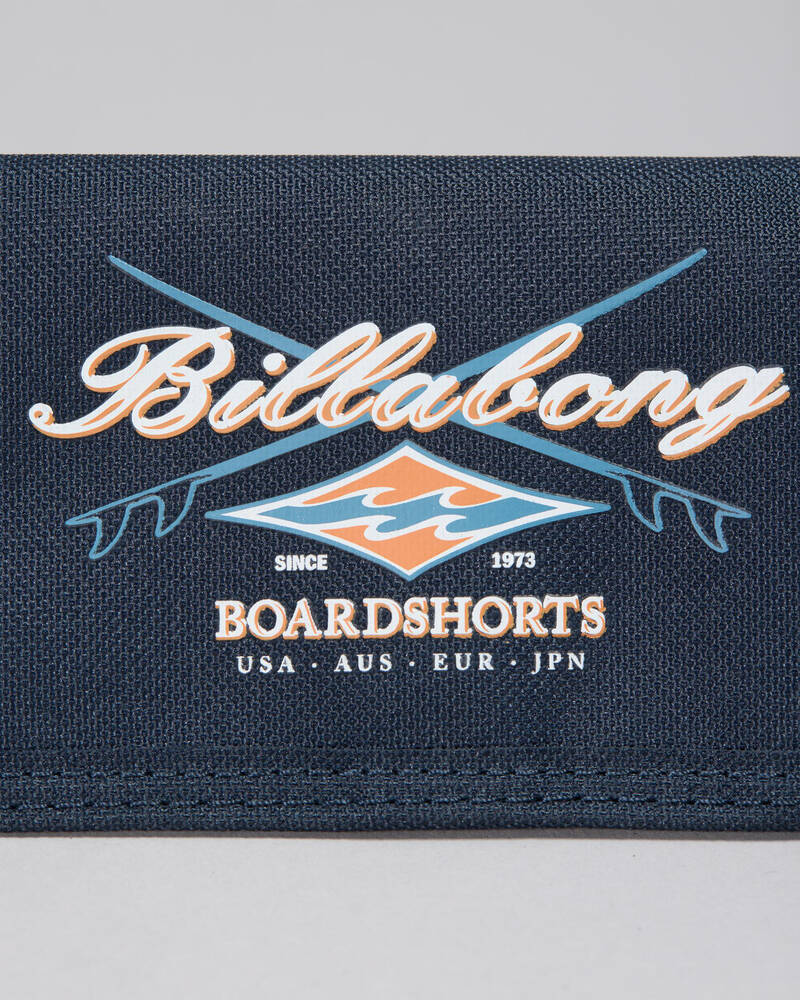 Billabong
SINCE 1973
BOARDSHORTS
USA · AUS · EUR · JPN